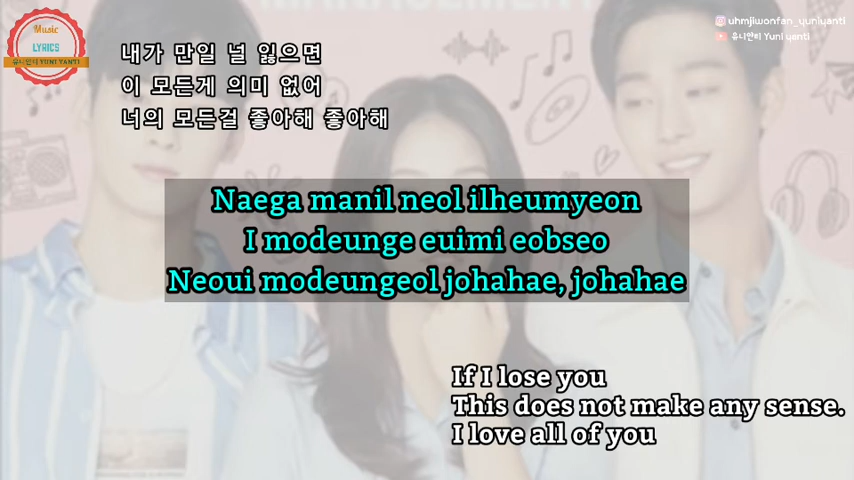 Music
LYRICS
유니얀티 YUNI YANTI
uhmjiwonfan_yuniyanti
유니얀티 Yuni yanti
MANAGEMENT
내가 만일 널 잃으면
이 모든게 의미 없어
너의 모든걸 좋아해 좋아해
Naega manil neol ilheumyeon
I modeunge euimi eobseo
Neoui modeungeol johahae, johahae
If I lose you
This does not make any sense.
I love all of you